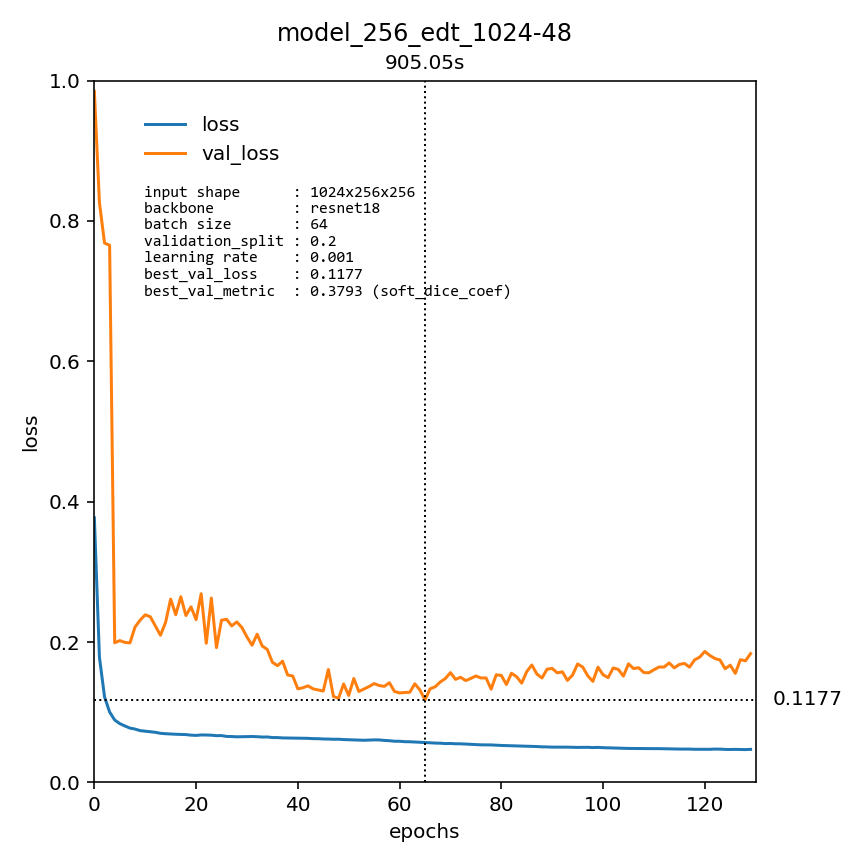 model_256_edt_1024-48
905.05s
1.0
loss
val_loss
input shape      : 1024x256x256
backbone         : resnet18
batch size       : 64
validation_split : 0.2
learning rate    : 0.001
best_val_loss    : 0.1177
best_val_metric  : 0.3793 (soft_dice_coef)
0.8
0.6
loss
0.4
0.2
0.1177
0.0
0 20 40 60 80 100 120
epochs